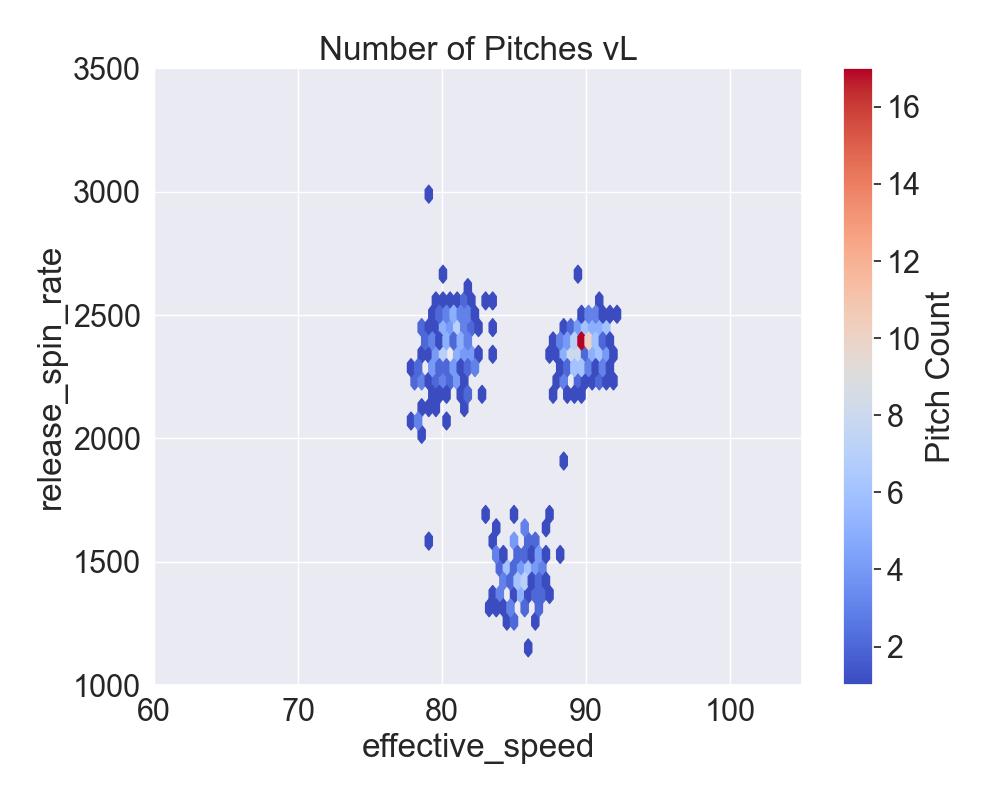 Number of Pitches vL
3500
3000
2500
2000
1500
1000
release_spin_rate
60 70 80 90 100
effective_speed
16
14
12
10
8
6
4
2
Pitch Count